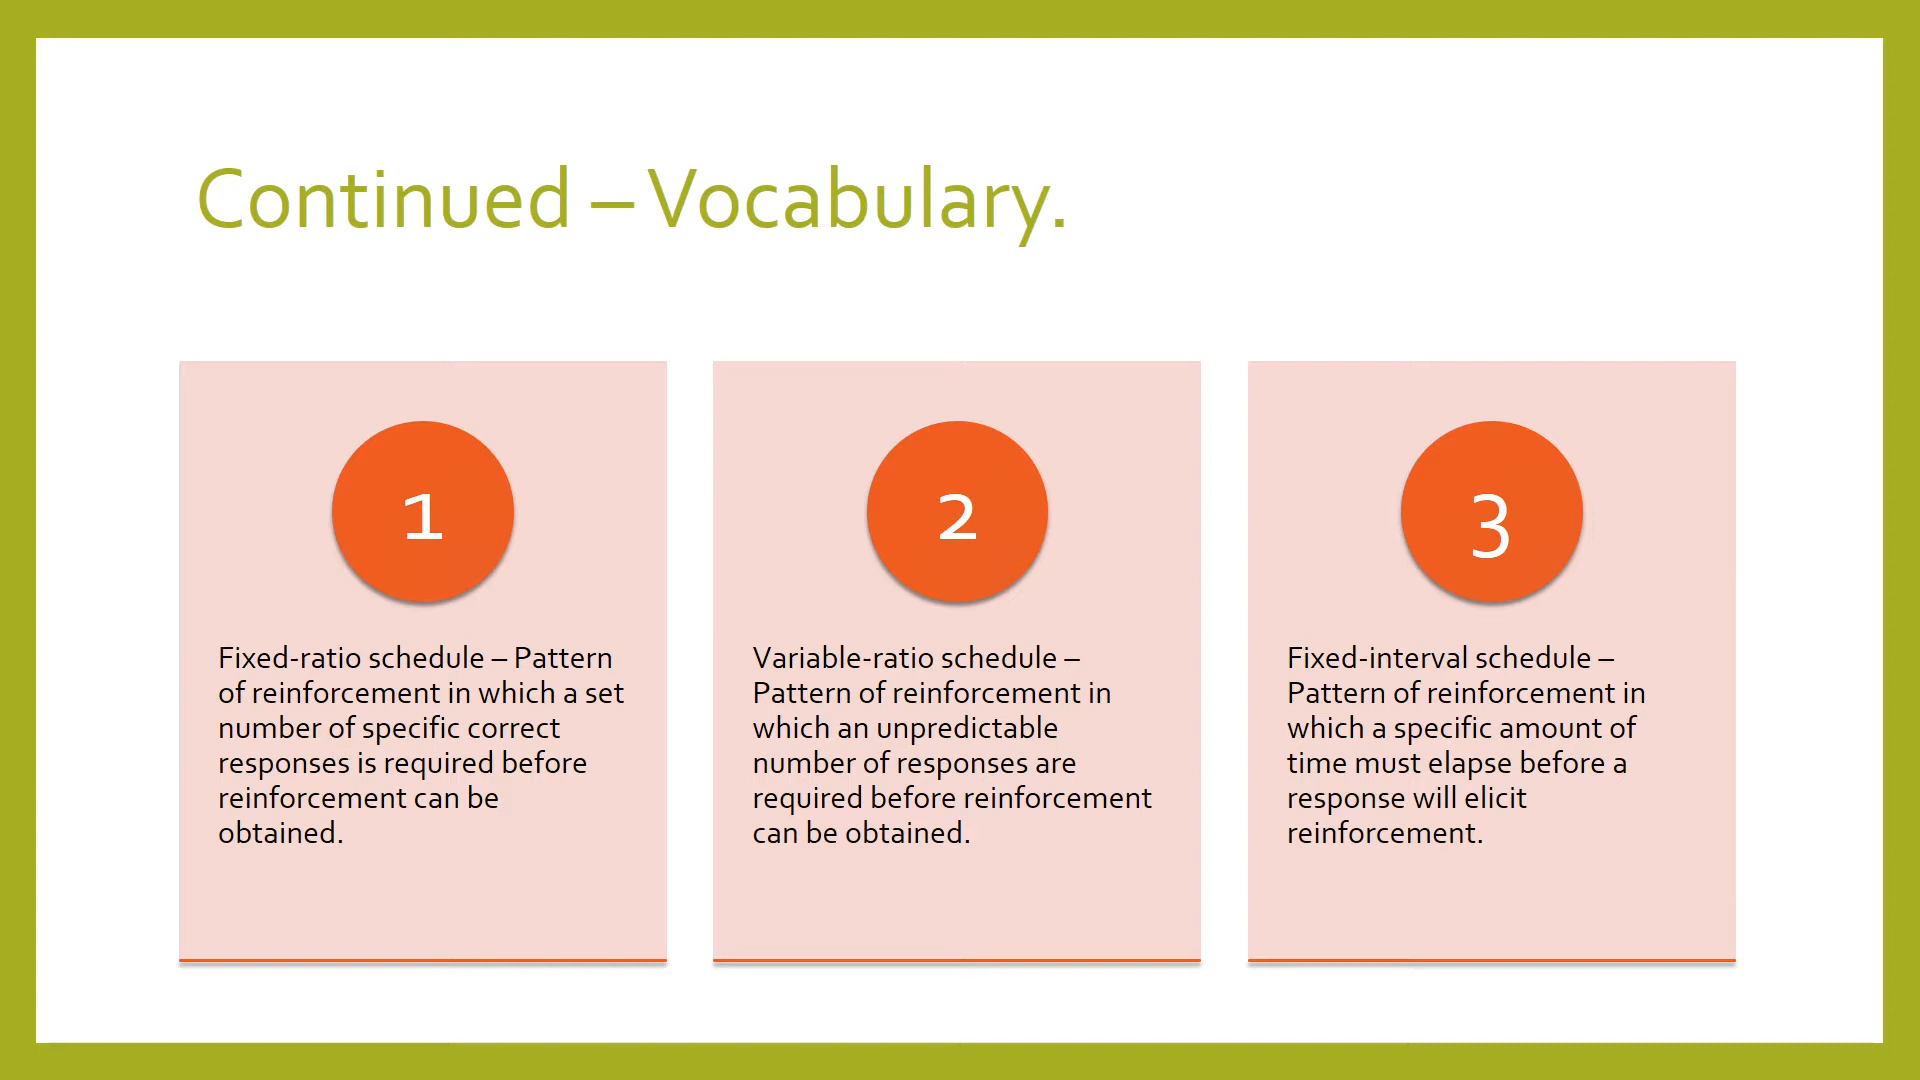 Continued – Vocabulary.
1
Fixed-ratio schedule – Pattern
of reinforcement in which a set
number of specific correct
responses is required before
reinforcement can be
obtained.
2
Variable-ratio schedule –
Pattern of reinforcement in
which an unpredictable
number of responses are
required before reinforcement
can be obtained.
3
Fixed-interval schedule –
Pattern of reinforcement in
which a specific amount of
time must elapse before a
response will elicit
reinforcement.